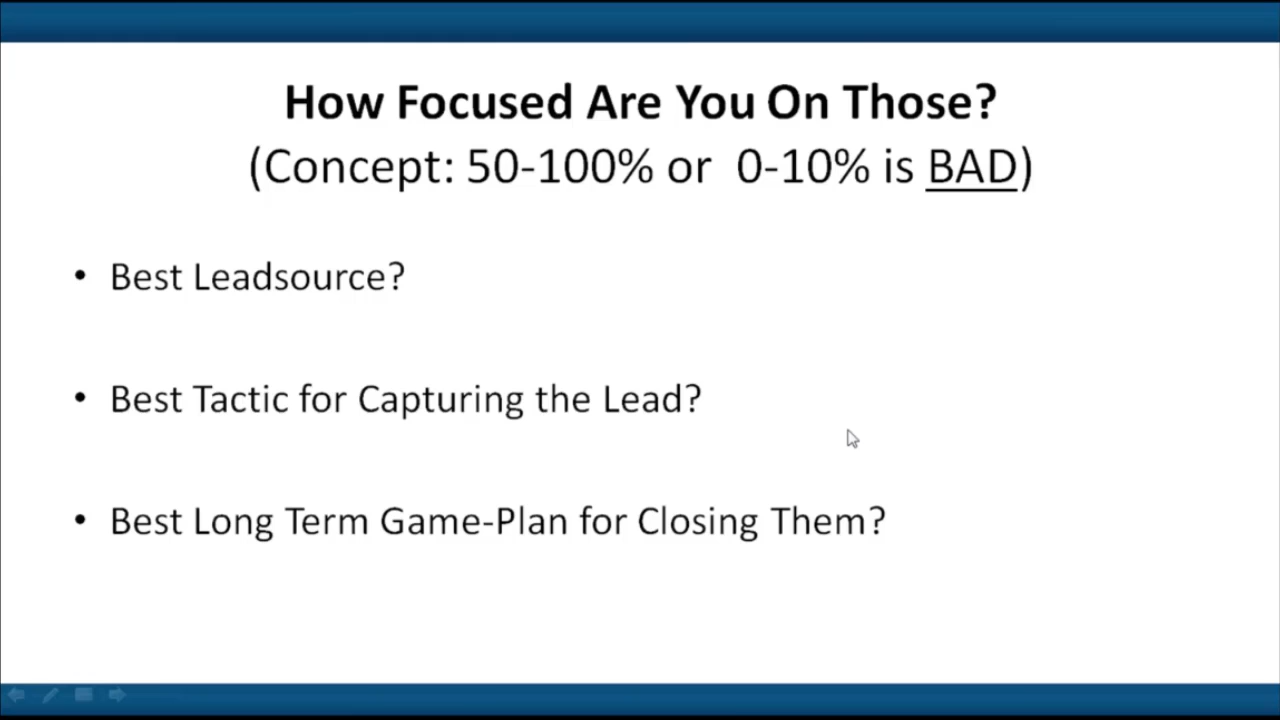 How Focused Are You On Those?
(Concept: 50-100% or 0-10% is BAD)
• Best Leadsource?
• Best Tactic for Capturing the Lead?
• Best Long Term Game-Plan for Closing Them?